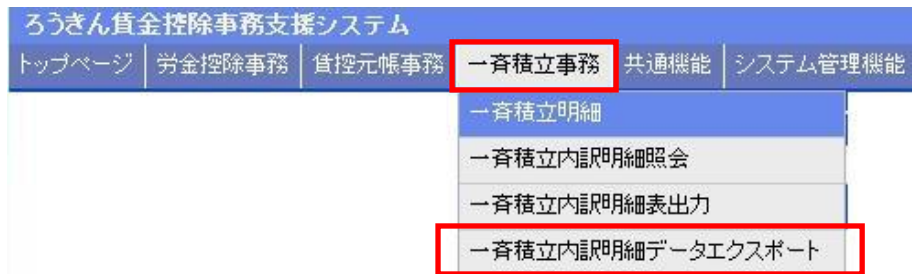 ろうきん賃金控除事務支援システム
トップページ 労金控除事務 賃控元帳事務 一斉積立事務 共通機能 システム管理機能
一斉積立明細
一斉積立内訳明細照会
一斉積立内訳明細表出力
一斉積立内訳明細データエクスポート